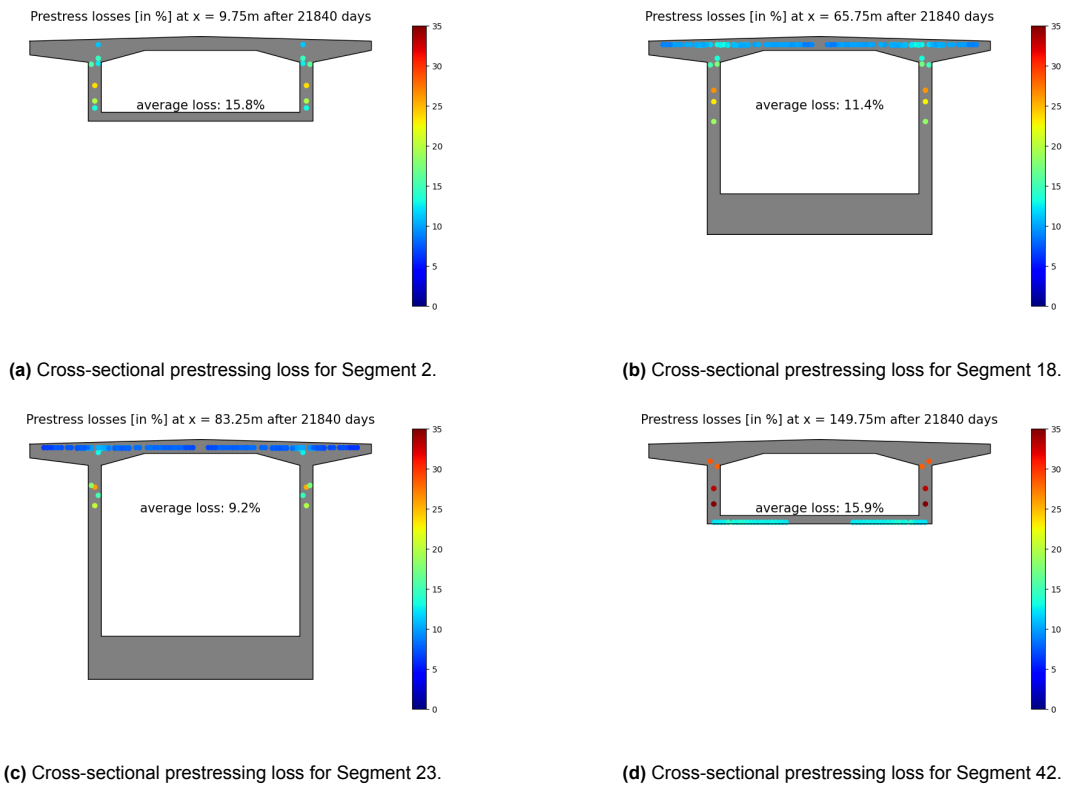 Prestress losses [in %] at x = 9.75m after 21840 days
average loss: 15.8%
35
30
25
20
15
10
5
0
(a) Cross-sectional prestressing loss for Segment 2.
Prestress losses [in %] at x = 65.75m after 21840 days
average loss: 11.4%
35
30
25
20
15
10
5
0
(b) Cross-sectional prestressing loss for Segment 18.
Prestress losses [in %] at x = 83.25m after 21840 days
average loss: 9.2%
35
30
25
20
15
10
5
0
(c) Cross-sectional prestressing loss for Segment 23.
Prestress losses [in %] at x = 149.75m after 21840 days
average loss: 15.9%
35
30
25
20
15
10
5
0
(d) Cross-sectional prestressing loss for Segment 42.